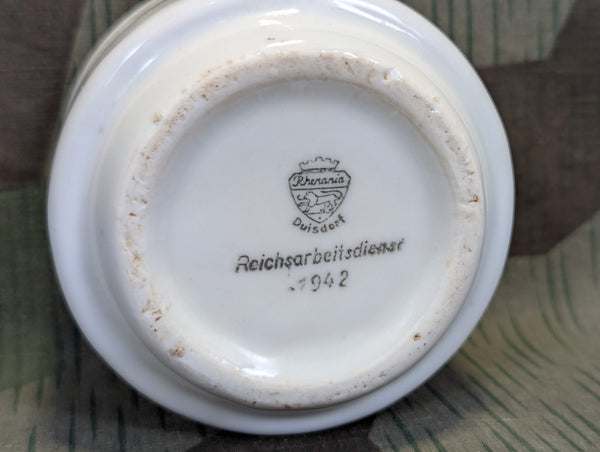 Rhenania
Duisdorf
Reichsarbeitsdienst
1942